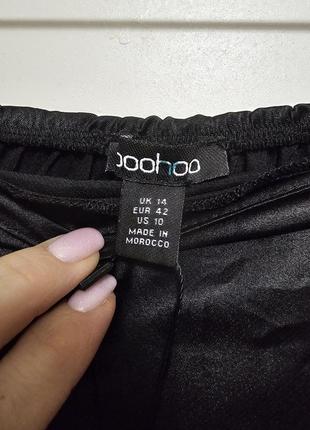 boohoo
UK 14
EUR 42
US 10
MADE IN
MOROCCO